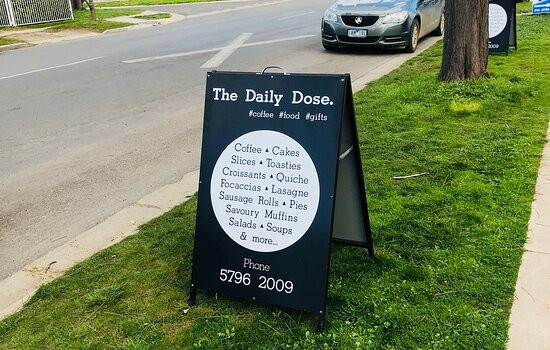 The Daily Dose.
#coffee #food #gifts
Coffee ▲ Cakes
Slices ▲ Toasties
Croissants ▲ Quiche
Focaccias ▲ Lasagne
Sausage Rolls ▲ Pies
Savoury Muffins
Salads ▲ Soups
& more...
Phone
5796 2009
2009